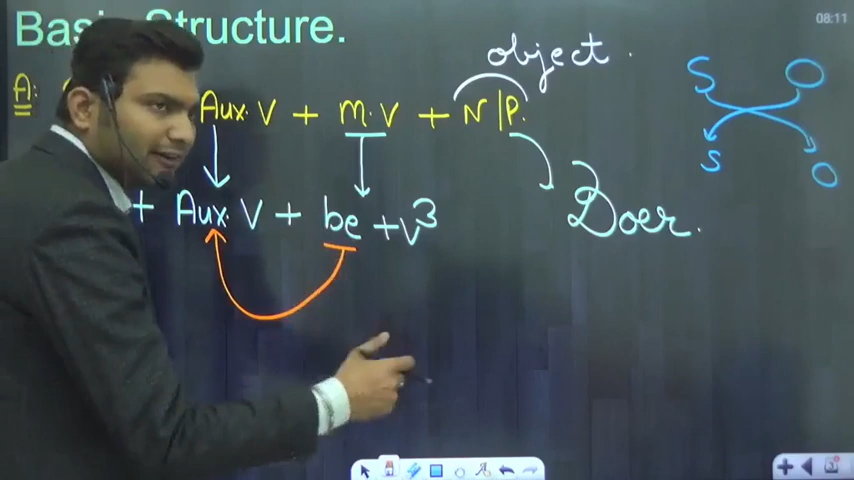 Basic Structure.
08:11
object.
A: Aux. V + M. V + N|P.
S O
+ Aux. V + be + v3
Doer.
S O